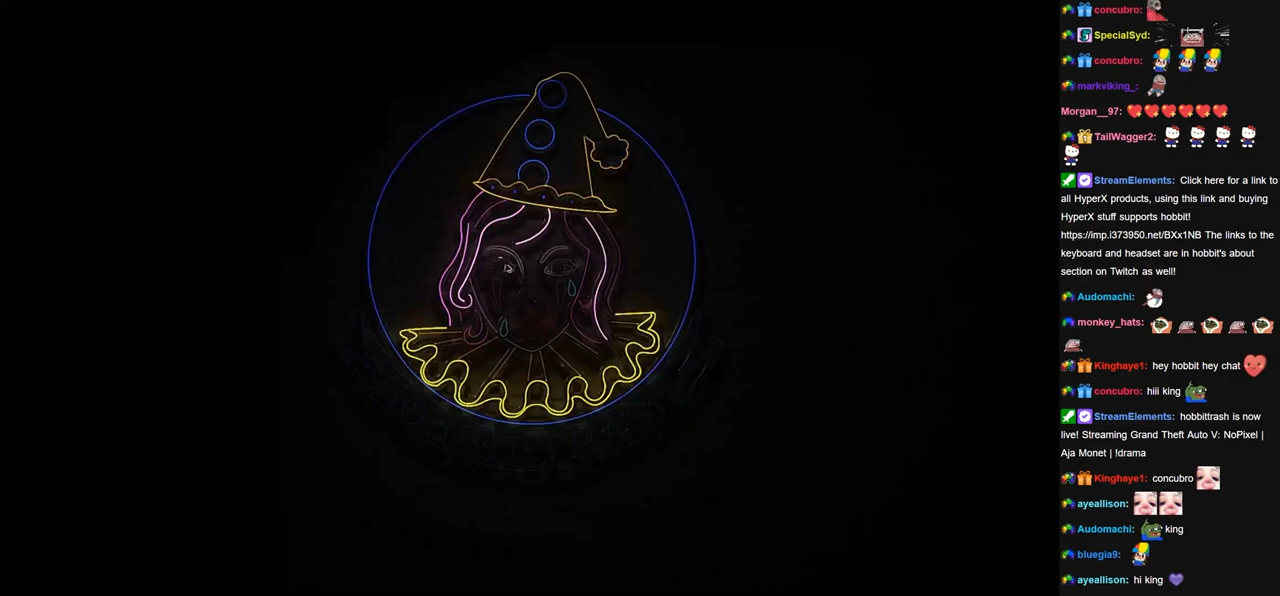 concubro:
SpecialSyd:
concubro:
markviking_:
Morgan__97:
TailWagger2:
StreamElements: Click here for a link to
all HyperX products, using this link and buying
HyperX stuff supports hobbit!
https://imp.i373950.net/BXx1NB The links to the
keyboard and headset are in hobbit's about
section on Twitch as well!
Audomachi:
monkey_hats:
Kinghaye1: hey hobbit hey chat
concubro: hiii king
StreamElements: hobbittrash is now
live! Streaming Grand Theft Auto V: NoPixel |
Aja Monet | !drama
Kinghaye1: concubro
ayeallison:
Audomachi: king
bluegia9:
ayeallison: hi king